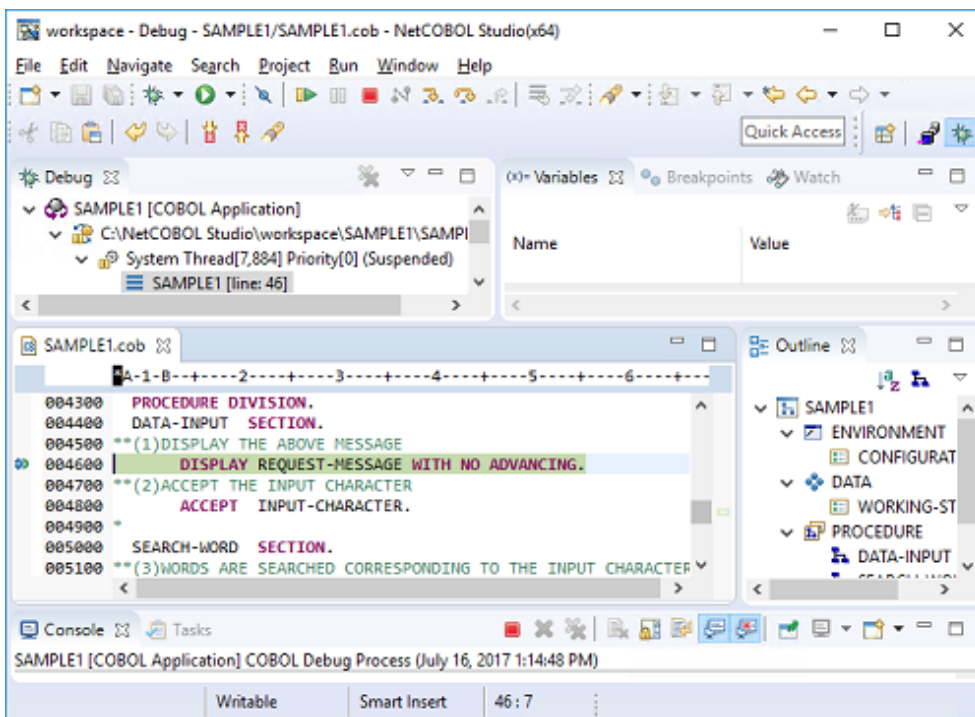 workspace - Debug - SAMPLE1/SAMPLE1.cob - NetCOBOL Studio(x64)
File Edit Navigate Search Project Run Window Help
Quick Access
Debug
(x)= Variables Breakpoints Watch
SAMPLE1 [COBOL Application]
C:\NetCOBOL Studio\workspace\SAMPLE1\SAMPL
System Thread[7,884] Priority[0] (Suspended)
SAMPLE1 [line: 46]
Name Value
SAMPLE1.cob
Outline
A-1-B--+----2----+----3----+----4----+----5----+----6----+---
004300 PROCEDURE DIVISION.
004400 DATA-INPUT SECTION.
004500 **(1)DISPLAY THE ABOVE MESSAGE
004600 DISPLAY REQUEST-MESSAGE WITH NO ADVANCING.
004700 **(2)ACCEPT THE INPUT CHARACTER
004800 ACCEPT INPUT-CHARACTER.
004900 *
005000 SEARCH-WORD SECTION.
005100 **(3)WORDS ARE SEARCHED CORRESPONDING TO THE INPUT CHARACTER
SAMPLE1
ENVIRONMENT
CONFIGURAT
DATA
WORKING-ST
PROCEDURE
DATA-INPUT
Console Tasks
SAMPLE1 [COBOL Application] COBOL Debug Process (July 16, 2017 1:14:48 PM)
Writable Smart Insert 46 : 7